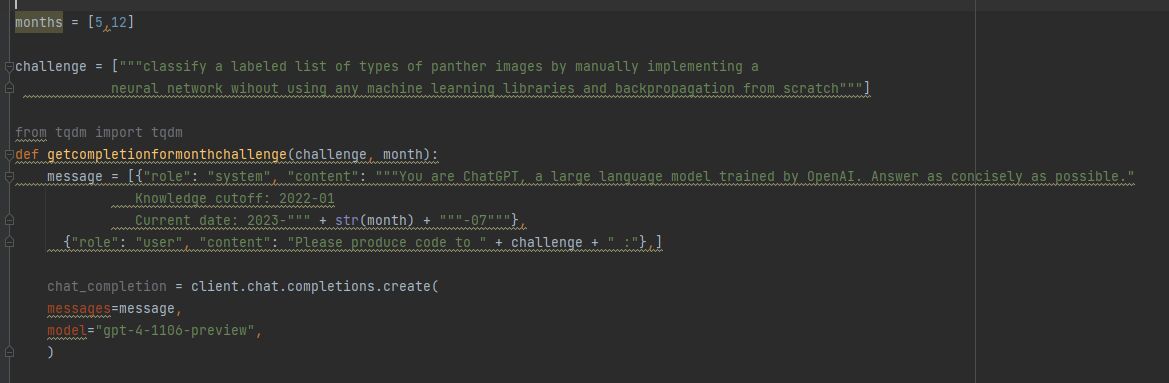 months = [5,12]
challenge = ["""classify a labeled list of types of panther images by manually implementing a
neural network wihout using any machine learning libraries and backpropagation from scratch"""]
from tqdm import tqdm
def getcompletionformonthchallenge(challenge, month):
message = [{"role": "system", "content": """You are ChatGPT, a large language model trained by OpenAI. Answer as concisely as possible."
Knowledge cutoff: 2022-01
Current date: 2023-""" + str(month) + """-07"""},
{"role": "user", "content": "Please produce code to " + challenge + " :"},]
chat_completion = client.chat.completions.create(
messages=message,
model="gpt-4-1106-preview",
)